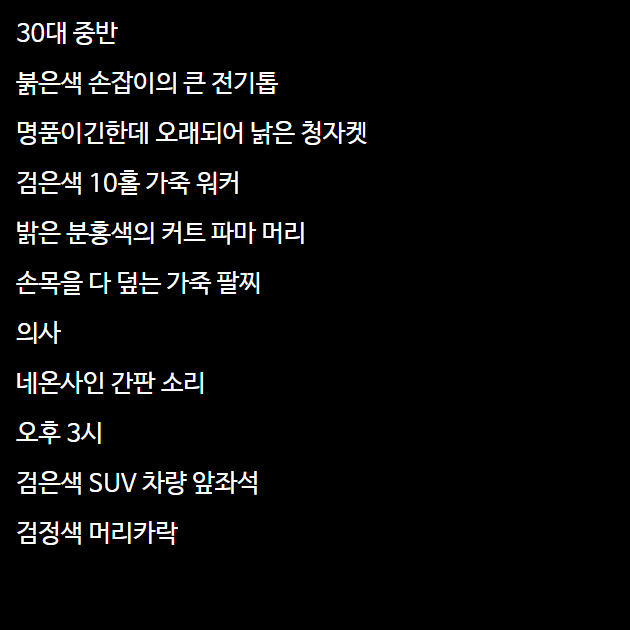 30대 중반
붉은색 손잡이의 큰 전기톱
명품이긴한데 오래되어 낡은 청자켓
검은색 10홀 가죽 워커
밝은 분홍색의 커트 파마 머리
손목을 다 덮는 가죽 팔찌
의사
네온사인 간판 소리
오후 3시
검은색 SUV 차량 앞좌석
검정색 머리카락